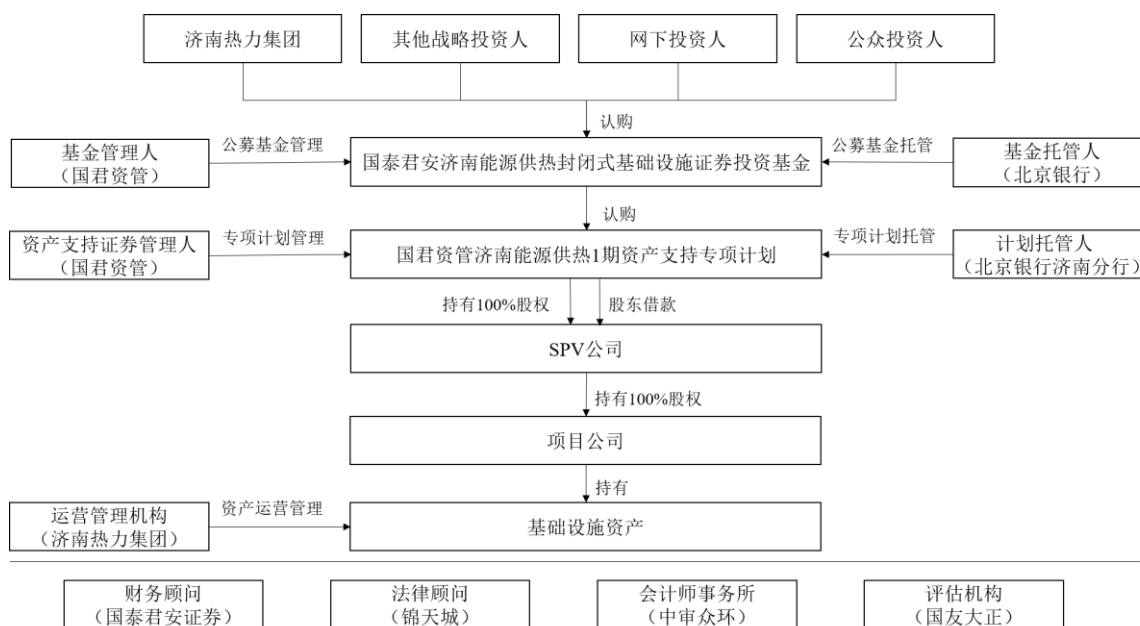 济南热力集团
其他战略投资人
网下投资人
公众投资人
认购
基金管理人
（国君资管）
公募基金管理
国泰君安济南能源供热封闭式基础设施证券投资基金
公募基金托管
基金托管人
（北京银行）
认购
资产支持证券管理人
（国君资管）
专项计划管理
国君资管济南能源供热1期资产支持专项计划
专项计划托管
计划托管人
（北京银行济南分行）
持有100%股权
股东借款
SPV公司
持有100%股权
项目公司
持有
运营管理机构
（济南热力集团）
资产运营管理
基础设施资产
财务顾问
（国泰君安证券）
法律顾问
（锦天城）
会计师事务所
（中审众环）
评估机构
（国友大正）